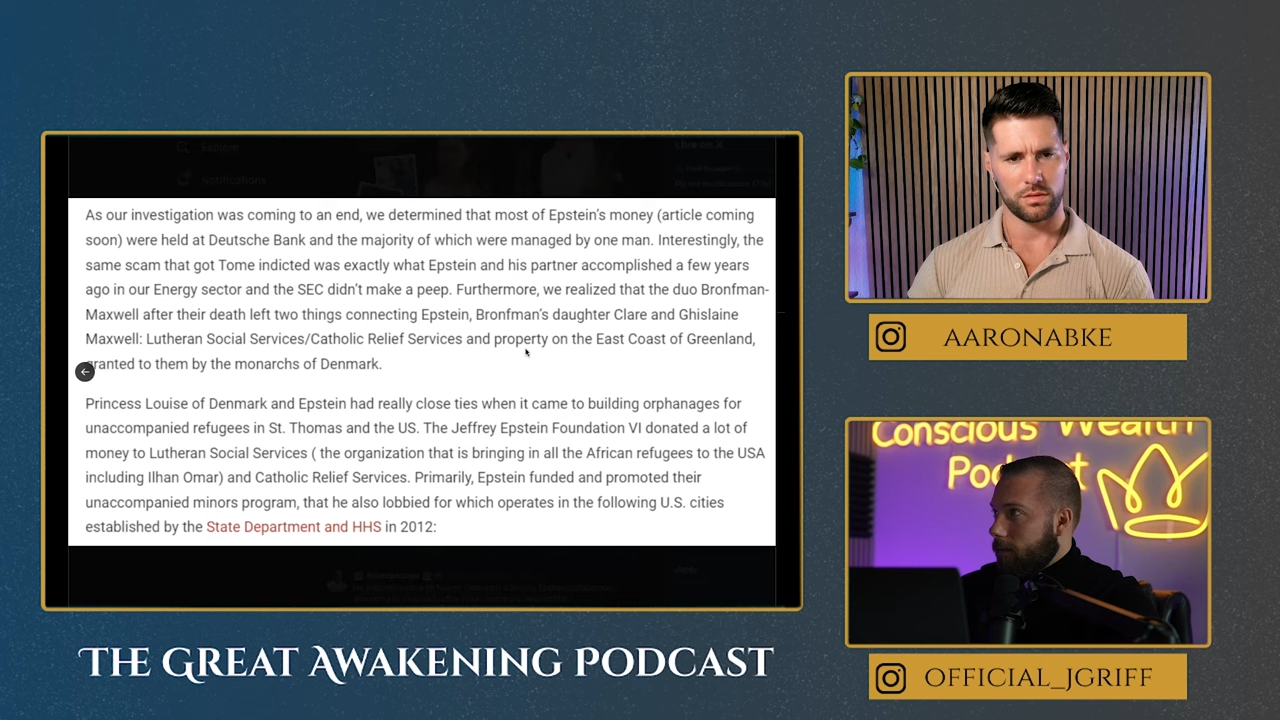 Explore
Notifications
As our investigation was coming to an end, we determined that most of Epstein's money (article coming
soon) were held at Deutsche Bank and the majority of which were managed by one man. Interestingly, the
same scam that got Tome indicted was exactly what Epstein and his partner accomplished a few years
ago in our Energy sector and the SEC didn't make a peep. Furthermore, we realized that the duo Bronfman-
Maxwell after their death left two things connecting Epstein, Bronfman's daughter Clare and Ghislaine
Maxwell: Lutheran Social Services/Catholic Relief Services and property on the East Coast of Greenland,
granted to them by the monarchs of Denmark.
Princess Louise of Denmark and Epstein had really close ties when it came to building orphanages for
unaccompanied refugees in St. Thomas and the US. The Jeffrey Epstein Foundation VI donated a lot of
money to Lutheran Social Services ( the organization that is bringing in all the African refugees to the USA
including Ilhan Omar) and Catholic Relief Services. Primarily, Epstein funded and promoted their
unaccompanied minors program, that he also lobbied for which operates in the following U.S. cities
established by the State Department and HHS in 2012:
THE GREAT AWAKENING PODCAST
AARONABKE
Conscious Wealth
Podcast
OFFICIAL_JGRIFF